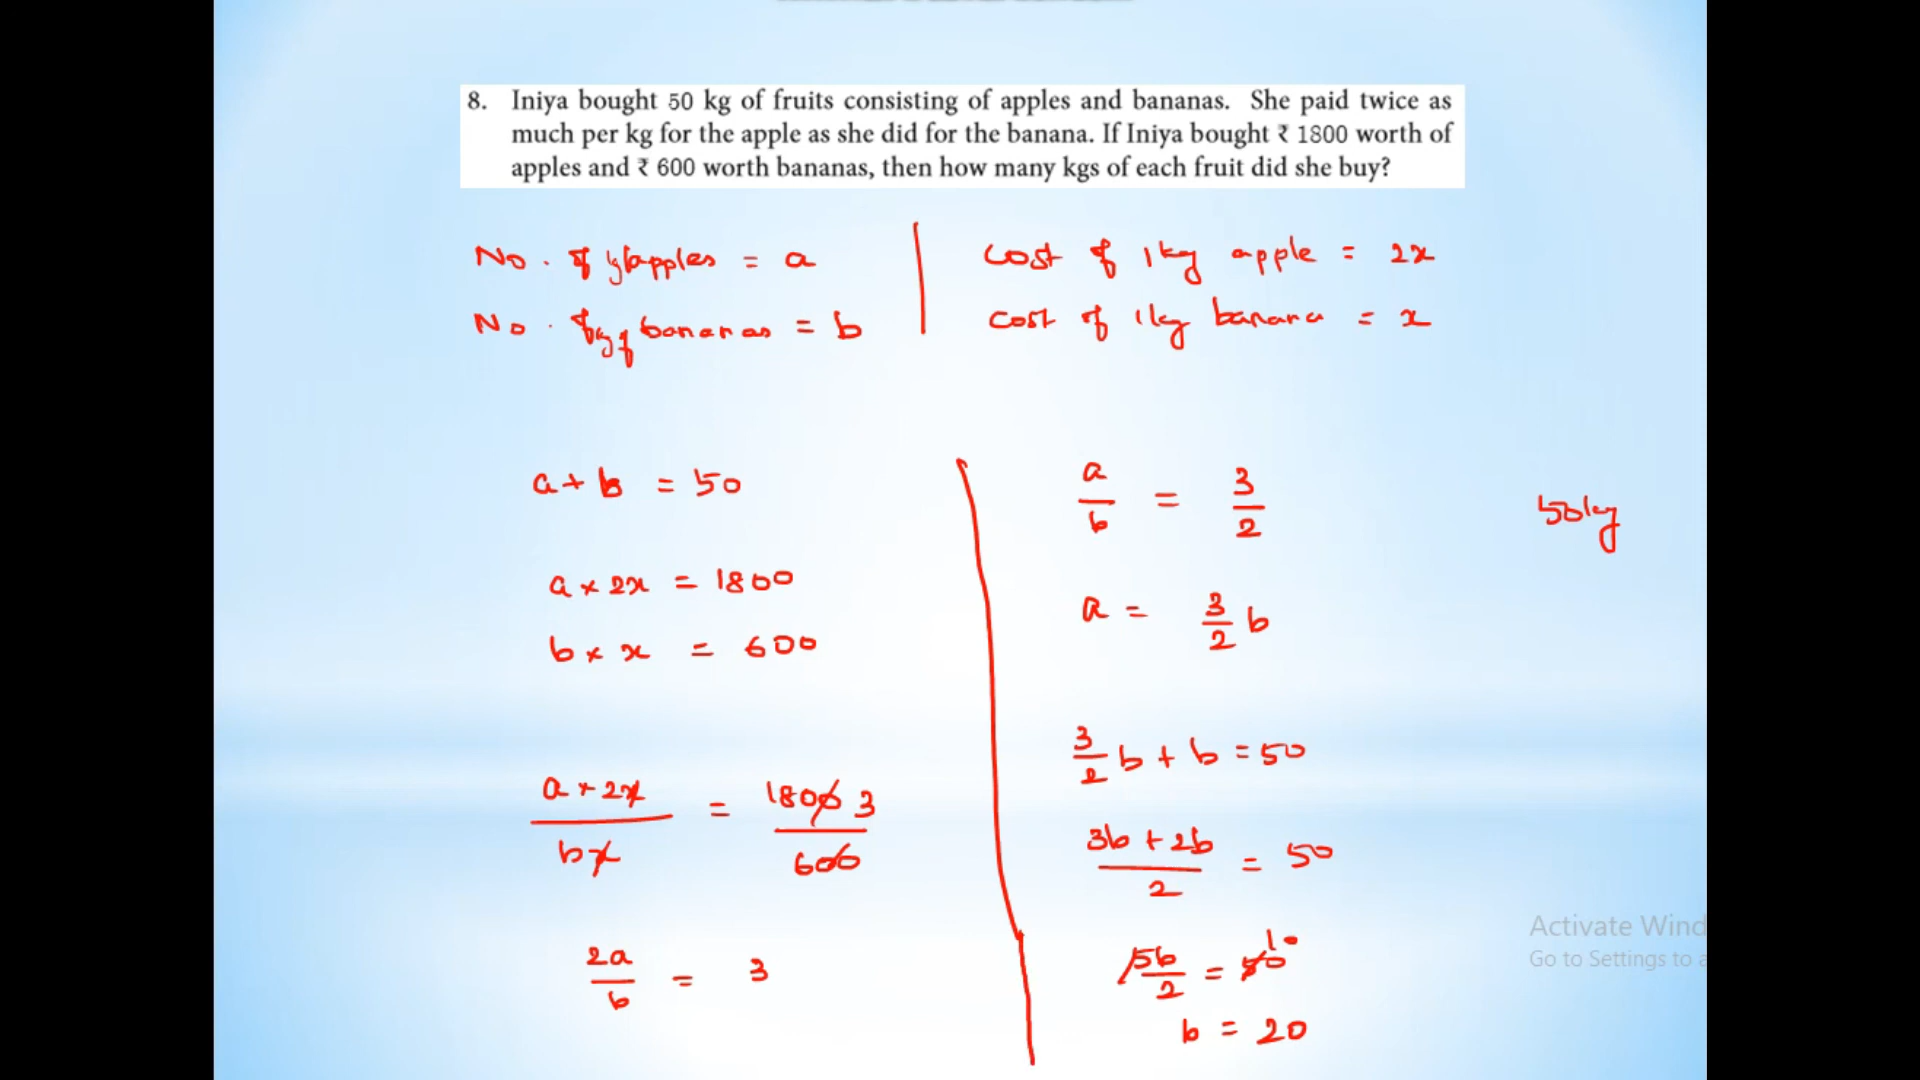 8. Iniya bought 50 kg of fruits consisting of apples and bananas. She paid twice as
much per kg for the apple as she did for the banana. If Iniya bought ₹ 1800 worth of
apples and ₹ 600 worth bananas, then how many kgs of each fruit did she buy?
No. of kg apples = a
No. of kg of bananas = b
cost of 1kg apple = 2x
cost of 1kg banana = x
a + b = 50
a × 2x = 1800
b × x = 600
a × 2x / bx = 1800 / 600 3
2a / b = 3
a / b = 3 / 2
a = 3/2 b
3/2 b + b = 50
3b + 2b / 2 = 50
5b / 2 = 50 10
b = 20
50kg
Activate Wind
Go to Settings to a